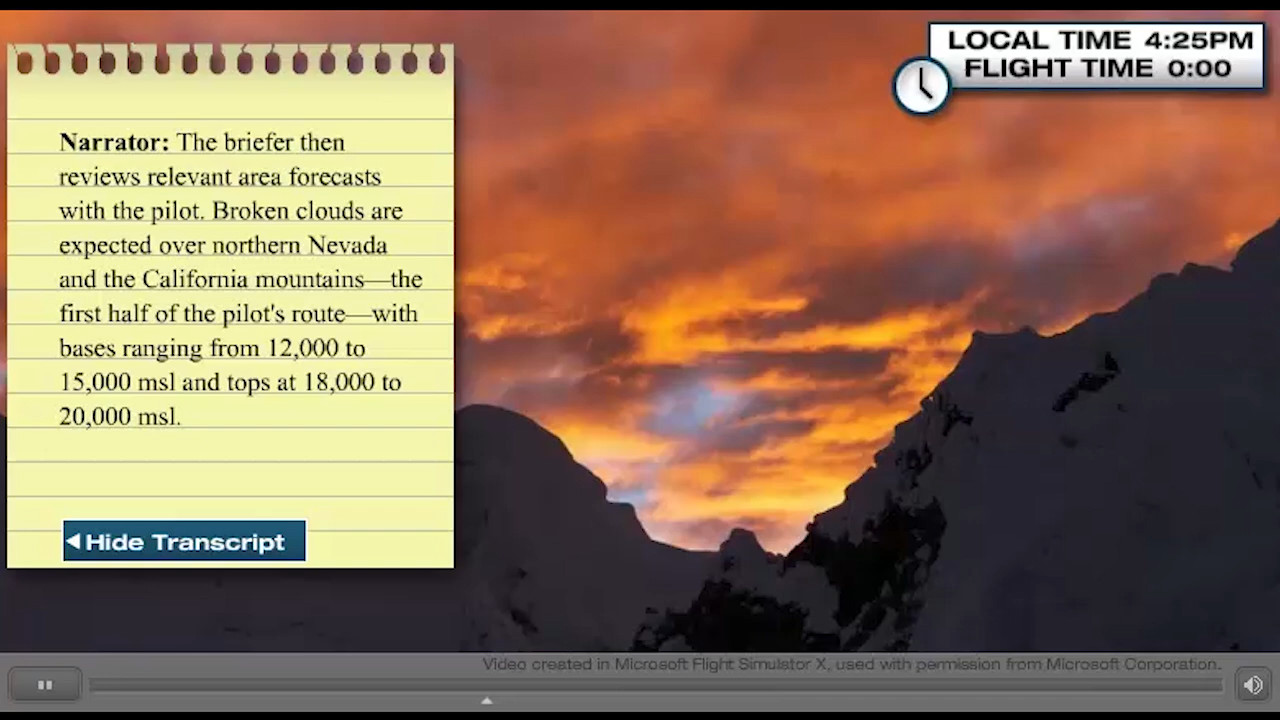 LOCAL TIME 4:25PM
FLIGHT TIME 0:00
Narrator: The briefer then
reviews relevant area forecasts
with the pilot. Broken clouds are
expected over northern Nevada
and the California mountains—the
first half of the pilot's route—with
bases ranging from 12,000 to
15,000 msl and tops at 18,000 to
20,000 msl.
Hide Transcript
Video created in Microsoft Flight Simulator X, used with permission from Microsoft Corporation.